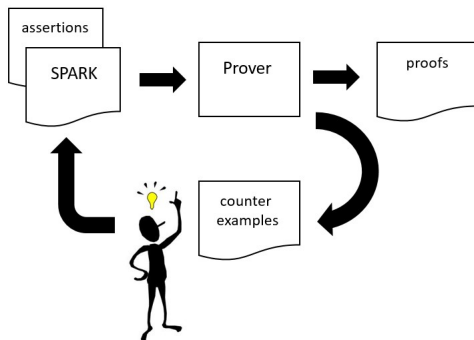 assertions
SPARK
Prover
proofs
counter
examples